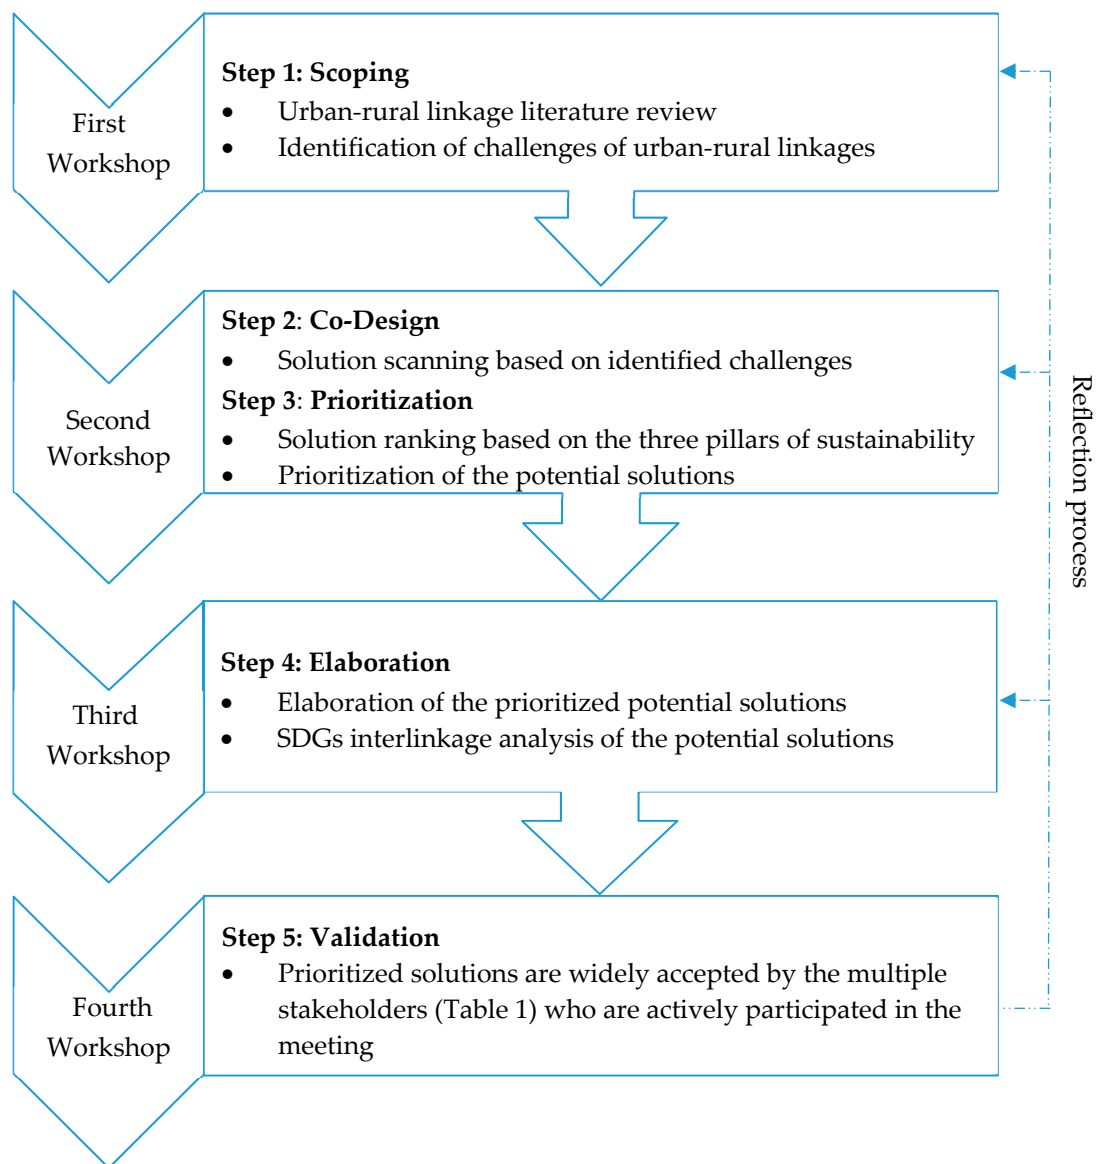 First
Workshop
Step 1: Scoping
• Urban-rural linkage literature review
• Identification of challenges of urban-rural linkages
Second
Workshop
Step 2: Co-Design
• Solution scanning based on identified challenges
Step 3: Prioritization
• Solution ranking based on the three pillars of sustainability
• Prioritization of the potential solutions
Third
Workshop
Step 4: Elaboration
• Elaboration of the prioritized potential solutions
• SDGs interlinkage analysis of the potential solutions
Fourth
Workshop
Step 5: Validation
• Prioritized solutions are widely accepted by the multiple
stakeholders (Table 1) who are actively participated in the
meeting
Reflection process